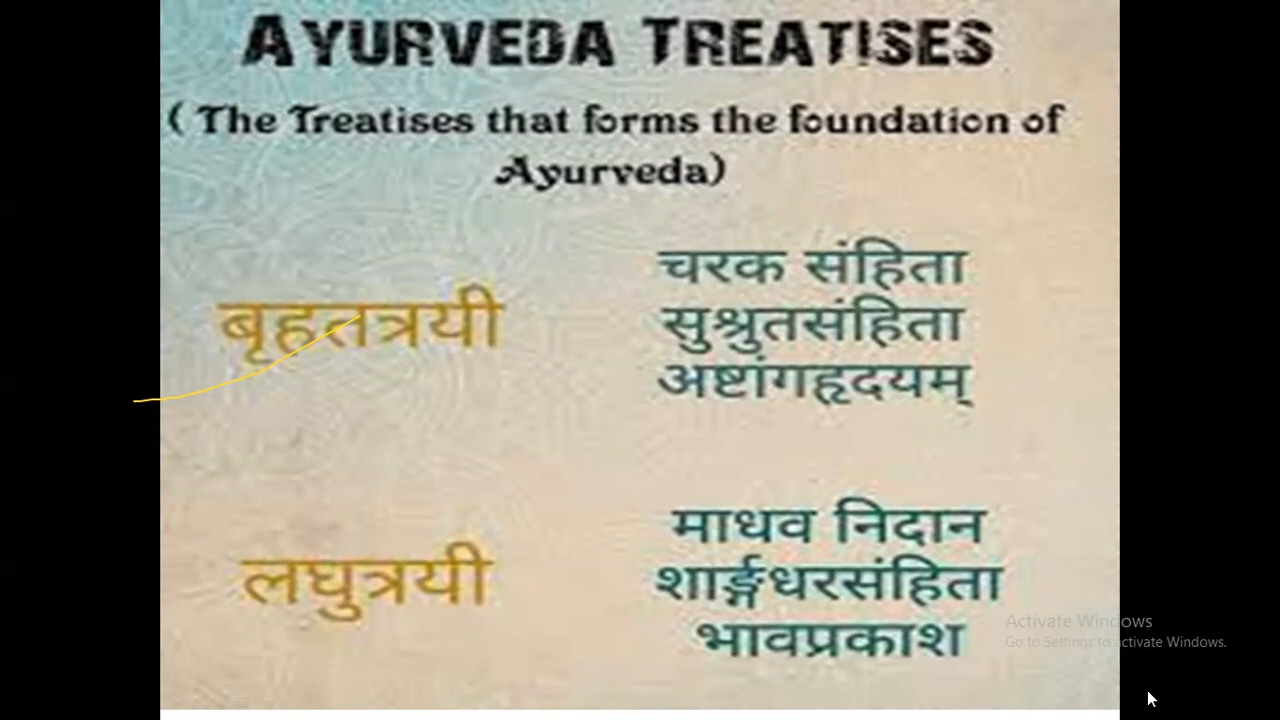 AYURVEDA TREATISES
( The Treatises that forms the foundation of
Ayurveda)
बृहतत्रयी
चरक संहिता
सुश्रुतसंहिता
अष्टांगहृदयम्
लघुत्रयी
माधव निदान
शार्ङ्गधरसंहिता
भावप्रकाश
Activate Windows
Go to Settings to activate Windows.